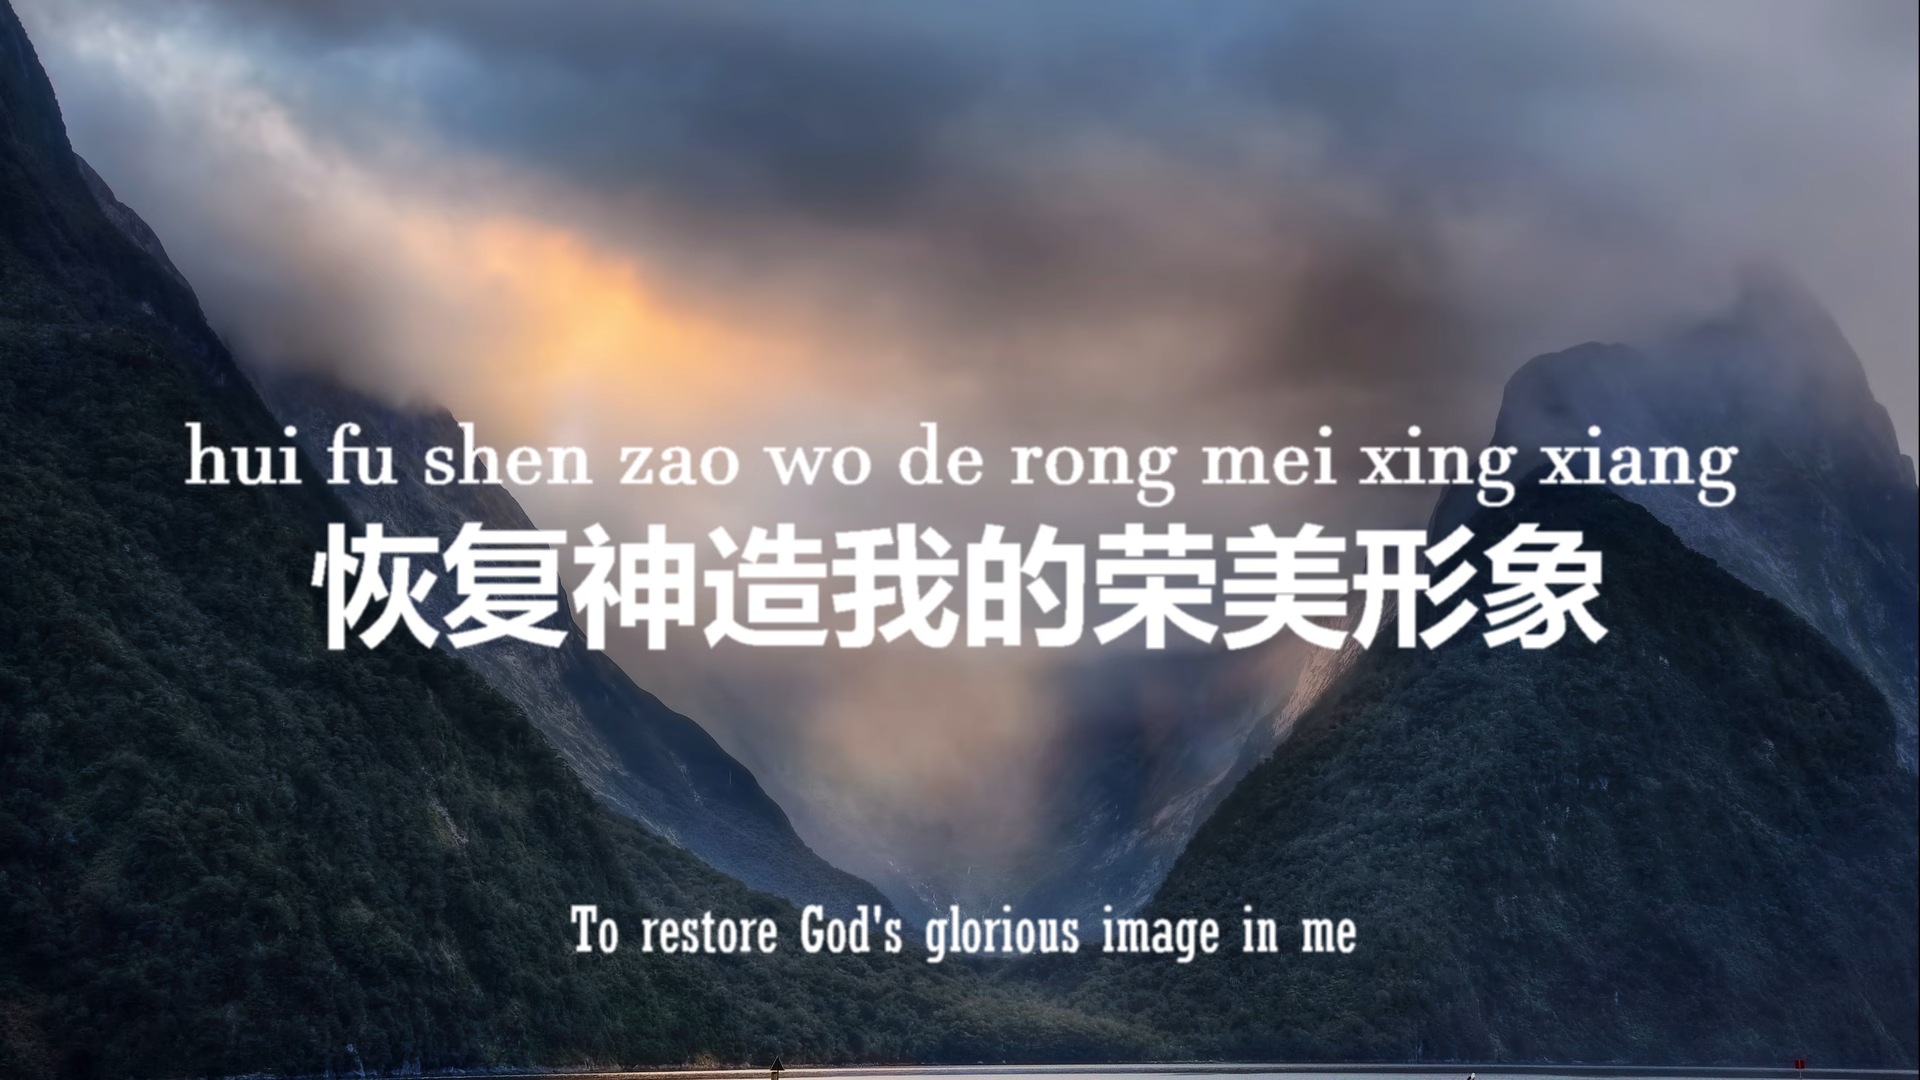 hui fu shen zao wo de rong mei xing xiang
恢复神造我的荣美形象
To restore God's glorious image in me